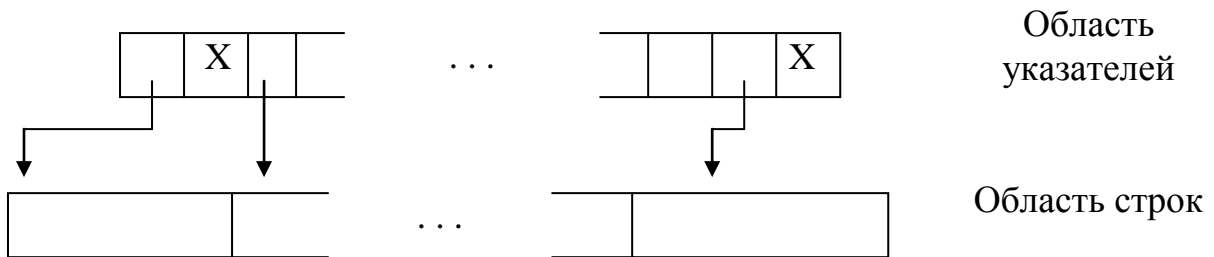 X
. . .
X
Область
указателей
. . .
Область строк